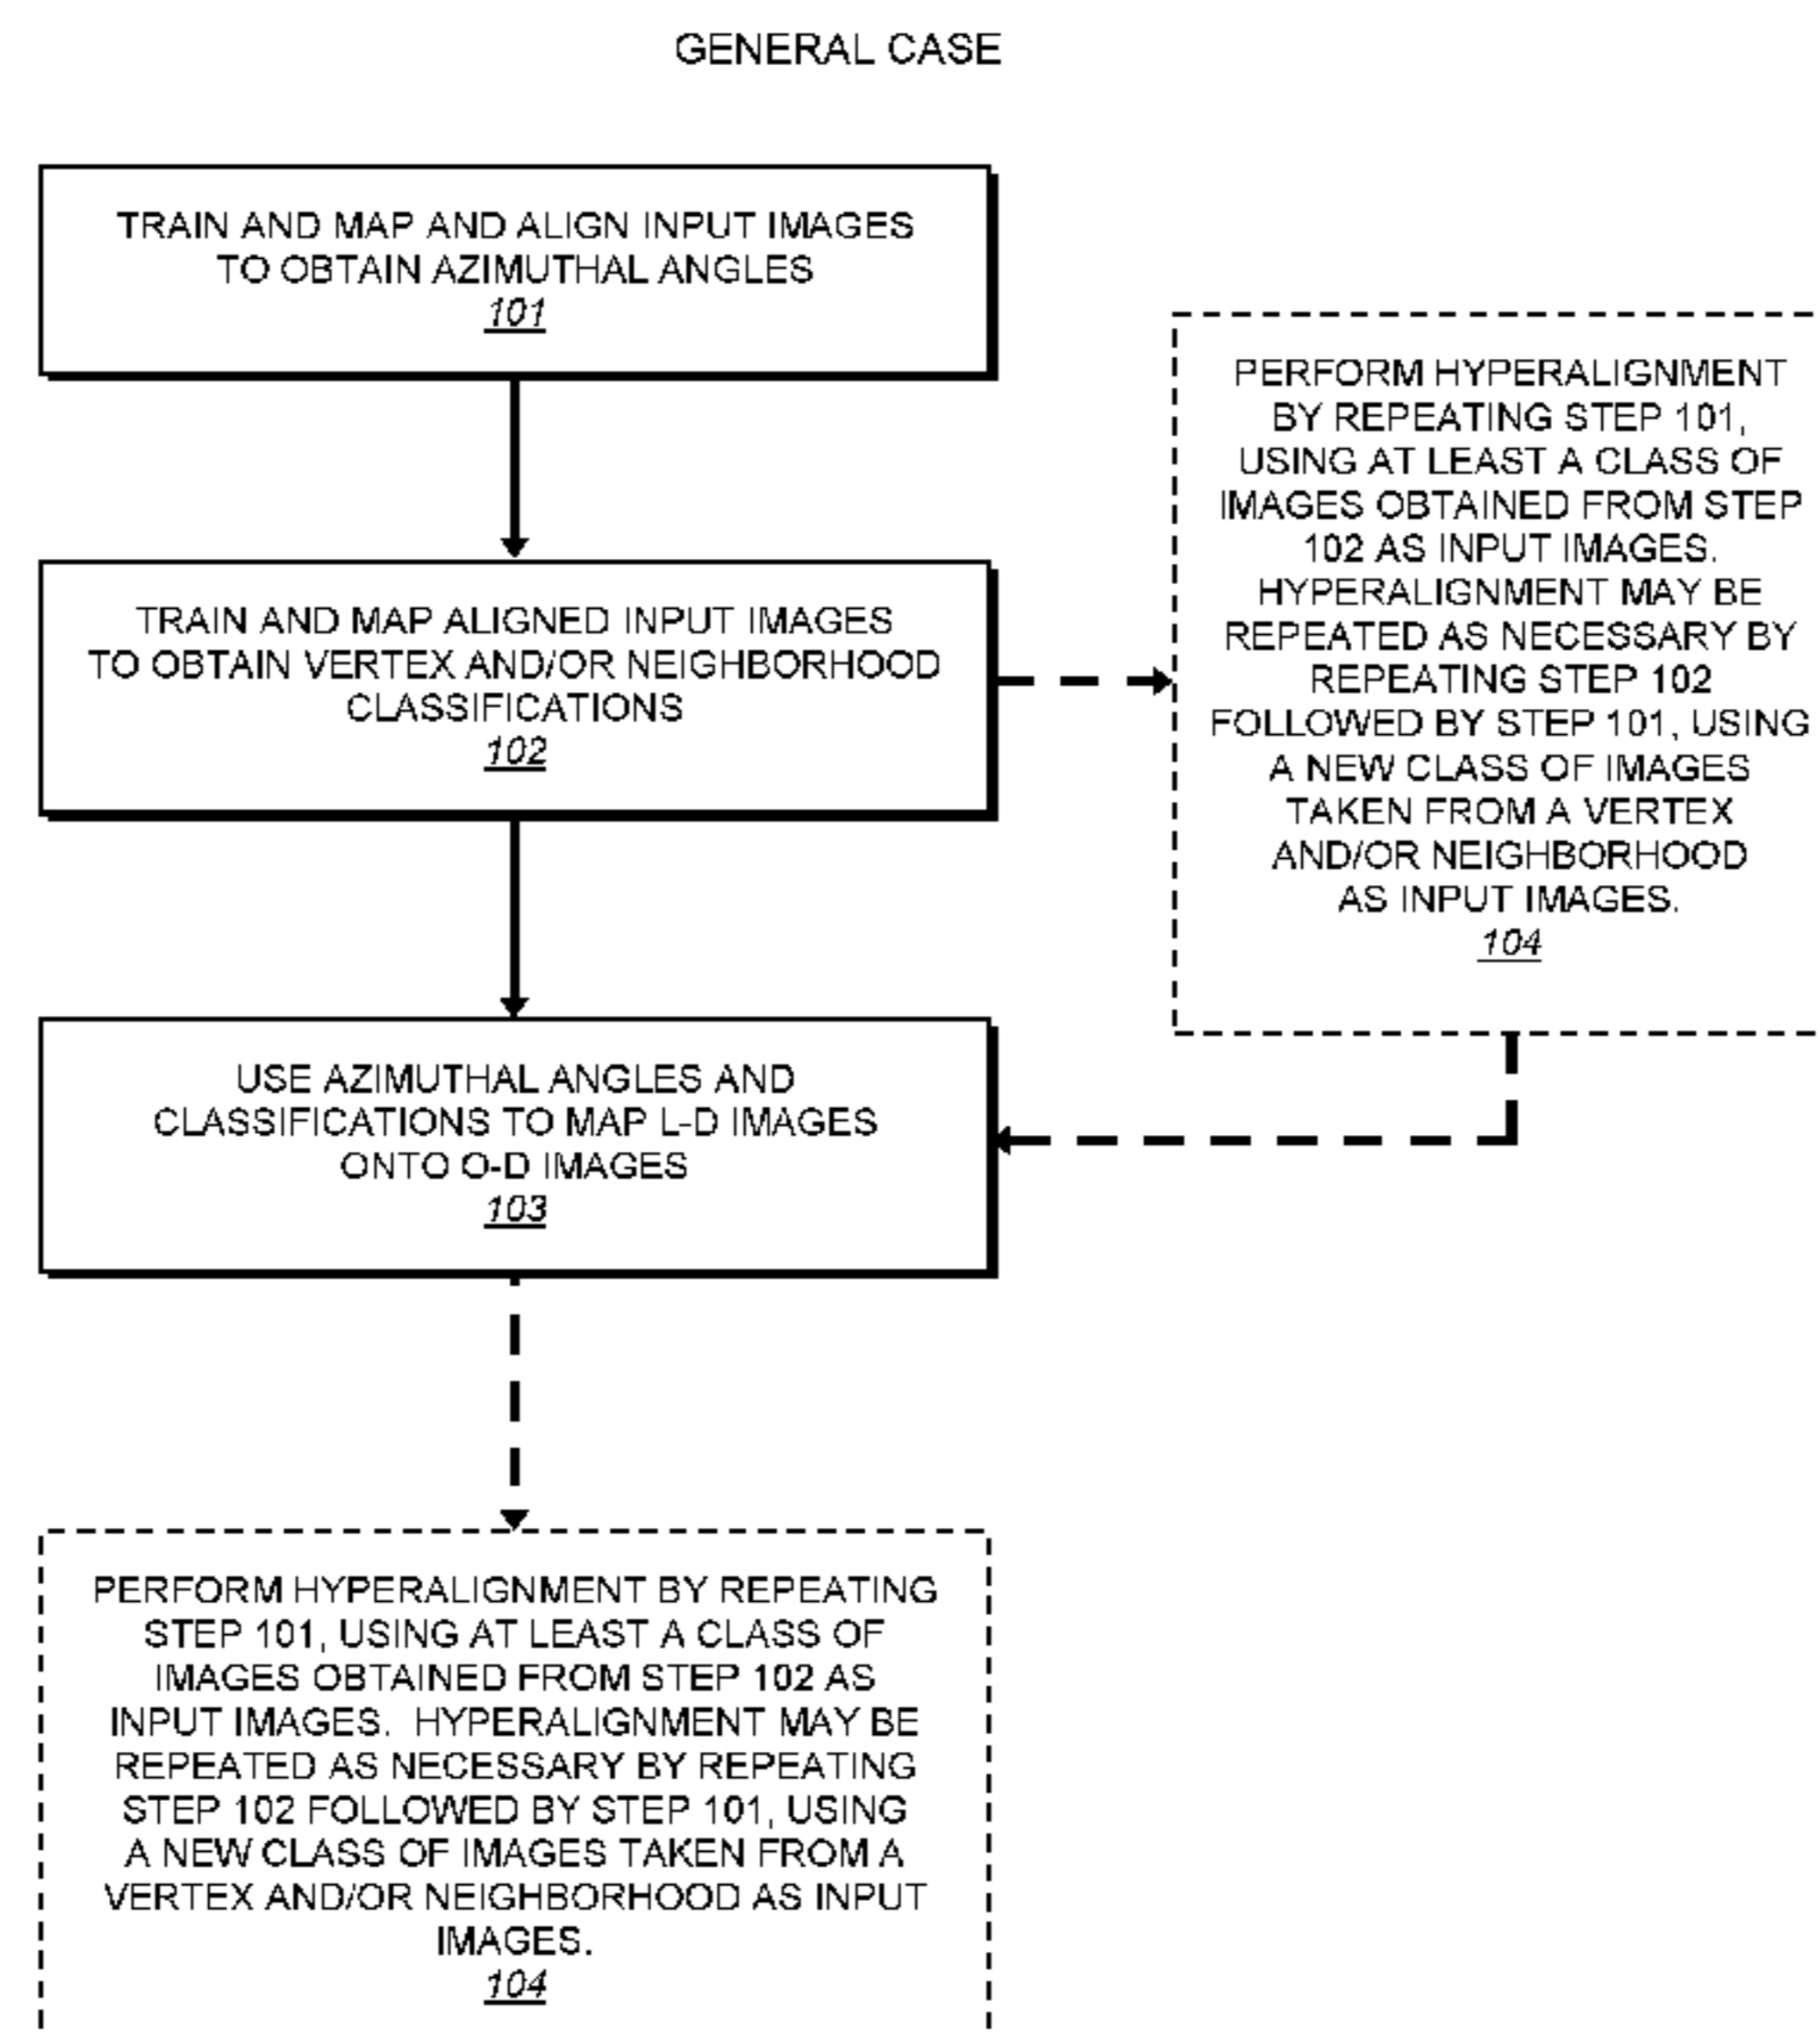 GENERAL CASE
TRAIN AND MAP AND ALIGN INPUT IMAGES
TO OBTAIN AZIMUTHAL ANGLES
101
TRAIN AND MAP ALIGNED INPUT IMAGES
TO OBTAIN VERTEX AND/OR NEIGHBORHOOD
CLASSIFICATIONS
102
PERFORM HYPERALIGNMENT
BY REPEATING STEP 101,
USING AT LEAST A CLASS OF
IMAGES OBTAINED FROM STEP
102 AS INPUT IMAGES.
HYPERALIGNMENT MAY BE
REPEATED AS NECESSARY BY
REPEATING STEP 102
FOLLOWED BY STEP 101, USING
A NEW CLASS OF IMAGES
TAKEN FROM A VERTEX
AND/OR NEIGHBORHOOD
AS INPUT IMAGES.
104
USE AZIMUTHAL ANGLES AND
CLASSIFICATIONS TO MAP L-D IMAGES
ONTO O-D IMAGES
103
PERFORM HYPERALIGNMENT BY REPEATING
STEP 101, USING AT LEAST A CLASS OF
IMAGES OBTAINED FROM STEP 102 AS
INPUT IMAGES. HYPERALIGNMENT MAY BE
REPEATED AS NECESSARY BY REPEATING
STEP 102 FOLLOWED BY STEP 101, USING
A NEW CLASS OF IMAGES TAKEN FROM A
VERTEX AND/OR NEIGHBORHOOD AS INPUT
IMAGES.
104